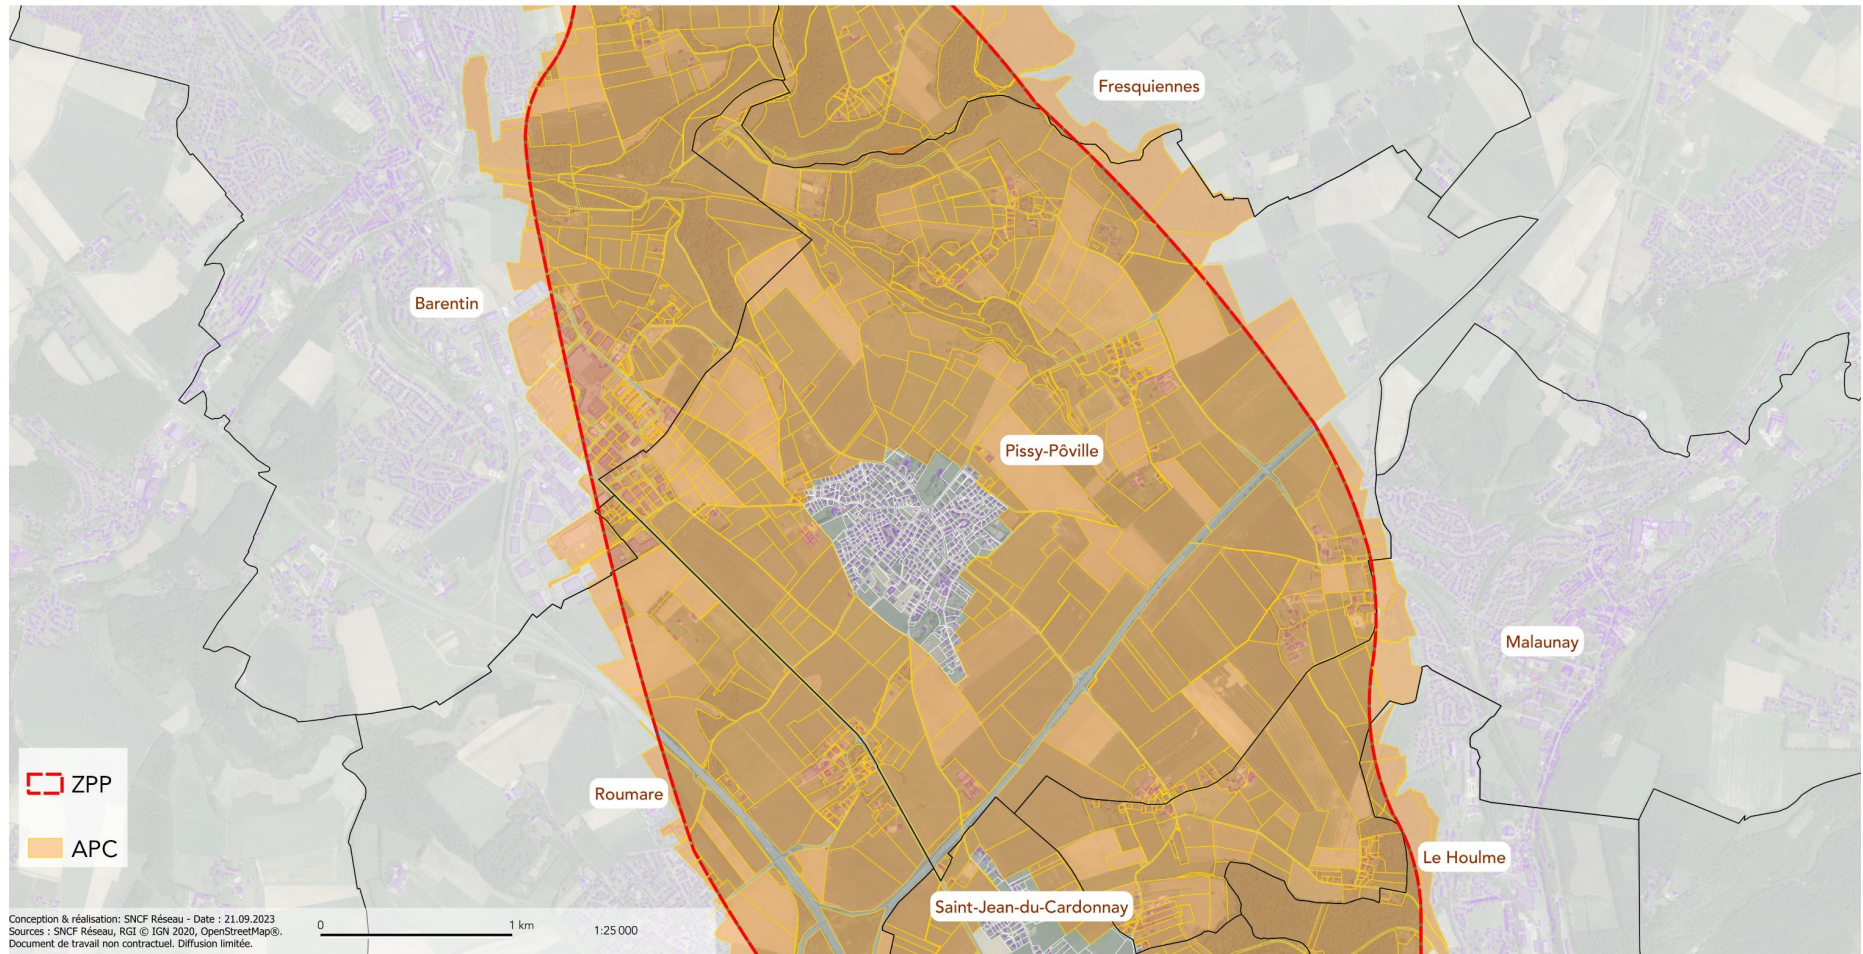 Fresquiennes
Barentin
Pissy-Pôville
Malaunay
Roumare
Le Houlme
Saint-Jean-du-Cardonnay
ZPP
APC
Conception & réalisation: SNCF Réseau - Date : 21.09.2023
Sources : SNCF Réseau, RGI © IGN 2020, OpenStreetMap®.
Document de travail non contractuel. Diffusion limitée.
0 1 km
1:25 000